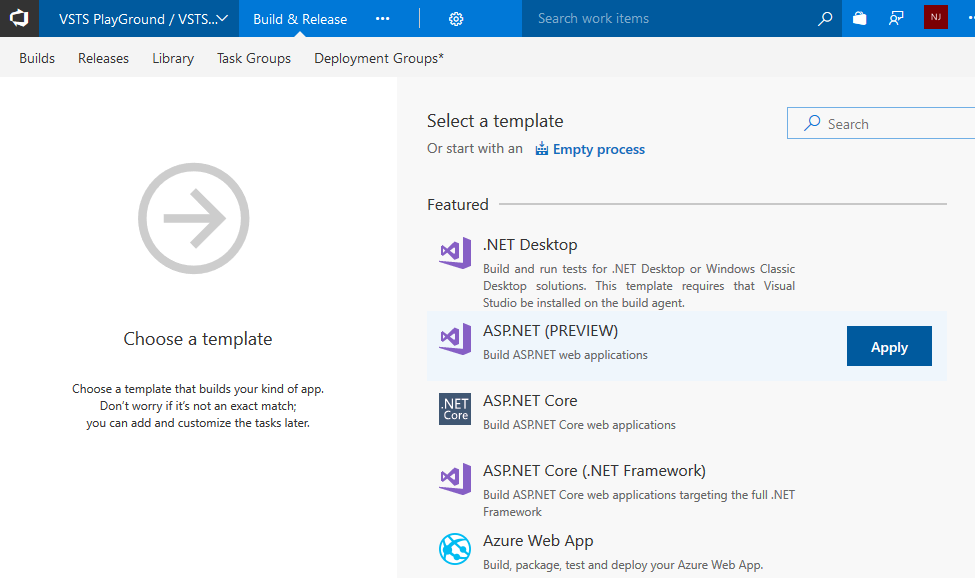 VSTS PlayGround / VSTS...
Build & Release
...
Search work items
NJ
Builds
Releases
Library
Task Groups
Deployment Groups*
Choose a template
Choose a template that builds your kind of app.
Don't worry if it's not an exact match;
you can add and customize the tasks later.
Select a template
Or start with an Empty process
Search
Featured
.NET Desktop
Build and run tests for .NET Desktop or Windows Classic
Desktop solutions. This template requires that Visual
Studio be installed on the build agent.
ASP.NET (PREVIEW)
Build ASP.NET web applications
Apply
.NET
Core
ASP.NET Core
Build ASP.NET Core web applications
ASP.NET Core (.NET Framework)
Build ASP.NET Core web applications targeting the full .NET
Framework
Azure Web App
Build, package, test and deploy your Azure Web App.